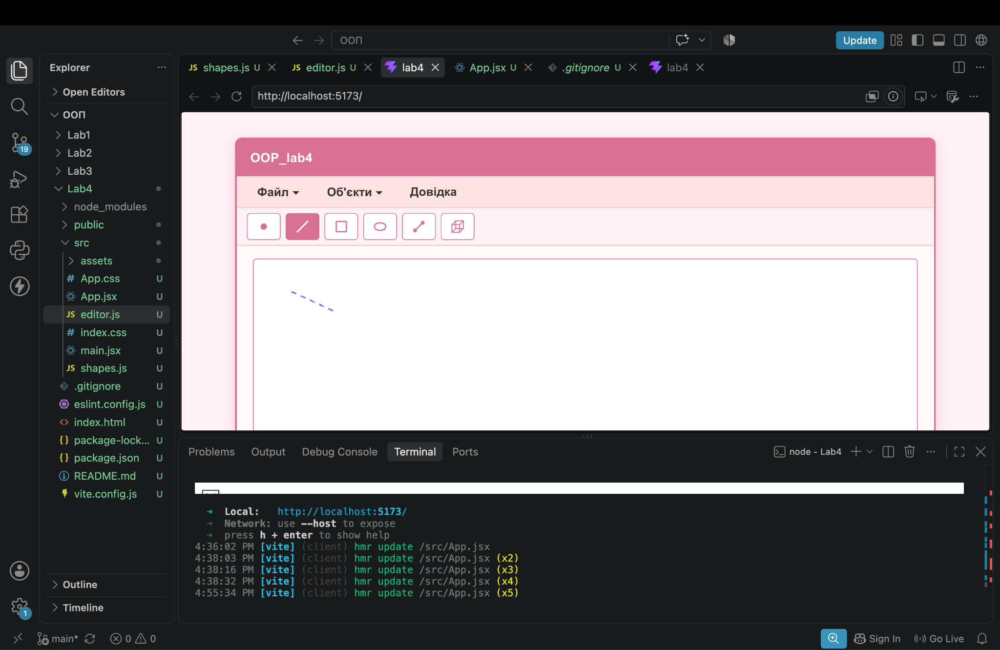 ООП
Update
Explorer
Open Editors
ООП
Lab1
Lab2
Lab3
Lab4
node_modules
public
src
assets
# App.css U
App.jsx U
JS editor.js U
# index.css U
main.jsx U
JS shapes.js U
.gitignore U
eslint.config.js U
<> index.html U
{} package-lock... U
{} package.json U
README.md U
vite.config.js U
Outline
Timeline
19
1
JS shapes.js U
JS editor.js U
lab4
App.jsx U
.gitignore U
lab4
http://localhost:5173/
OOP_lab4
Файл
Об'єкти
Довідка
Problems Output Debug Console Terminal Ports
node - Lab4
➜ Local: http://localhost:5173/
➜ Network: use --host to expose
➜ press h + enter to show help
4:36:02 PM [vite] (client) hmr update /src/App.jsx
4:38:03 PM [vite] (client) hmr update /src/App.jsx (x2)
4:38:16 PM [vite] (client) hmr update /src/App.jsx (x3)
4:38:32 PM [vite] (client) hmr update /src/App.jsx (x4)
4:55:34 PM [vite] (client) hmr update /src/App.jsx (x5)
main* 0 0
Sign In Go Live